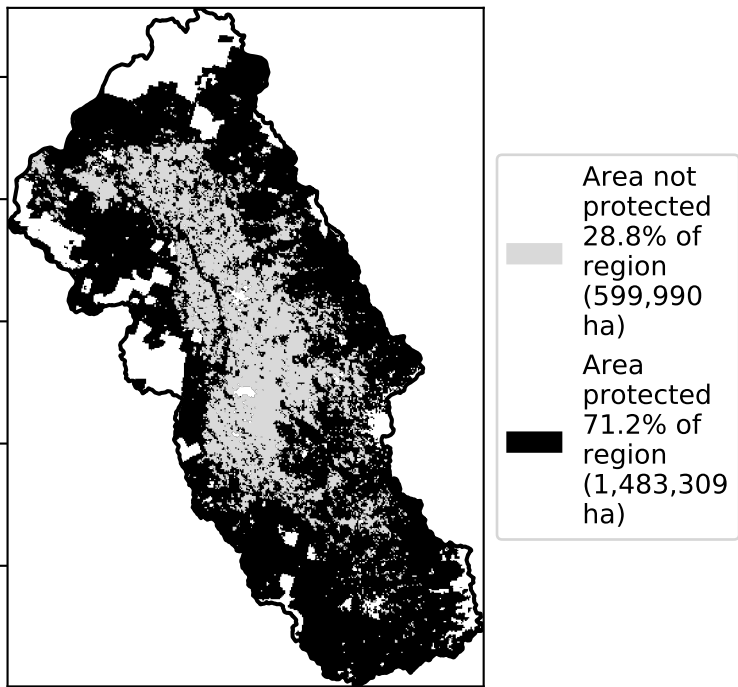 Area not
protected
28.8% of
region
(599,990
ha)
Area
protected
71.2% of
region
(1,483,309
ha)